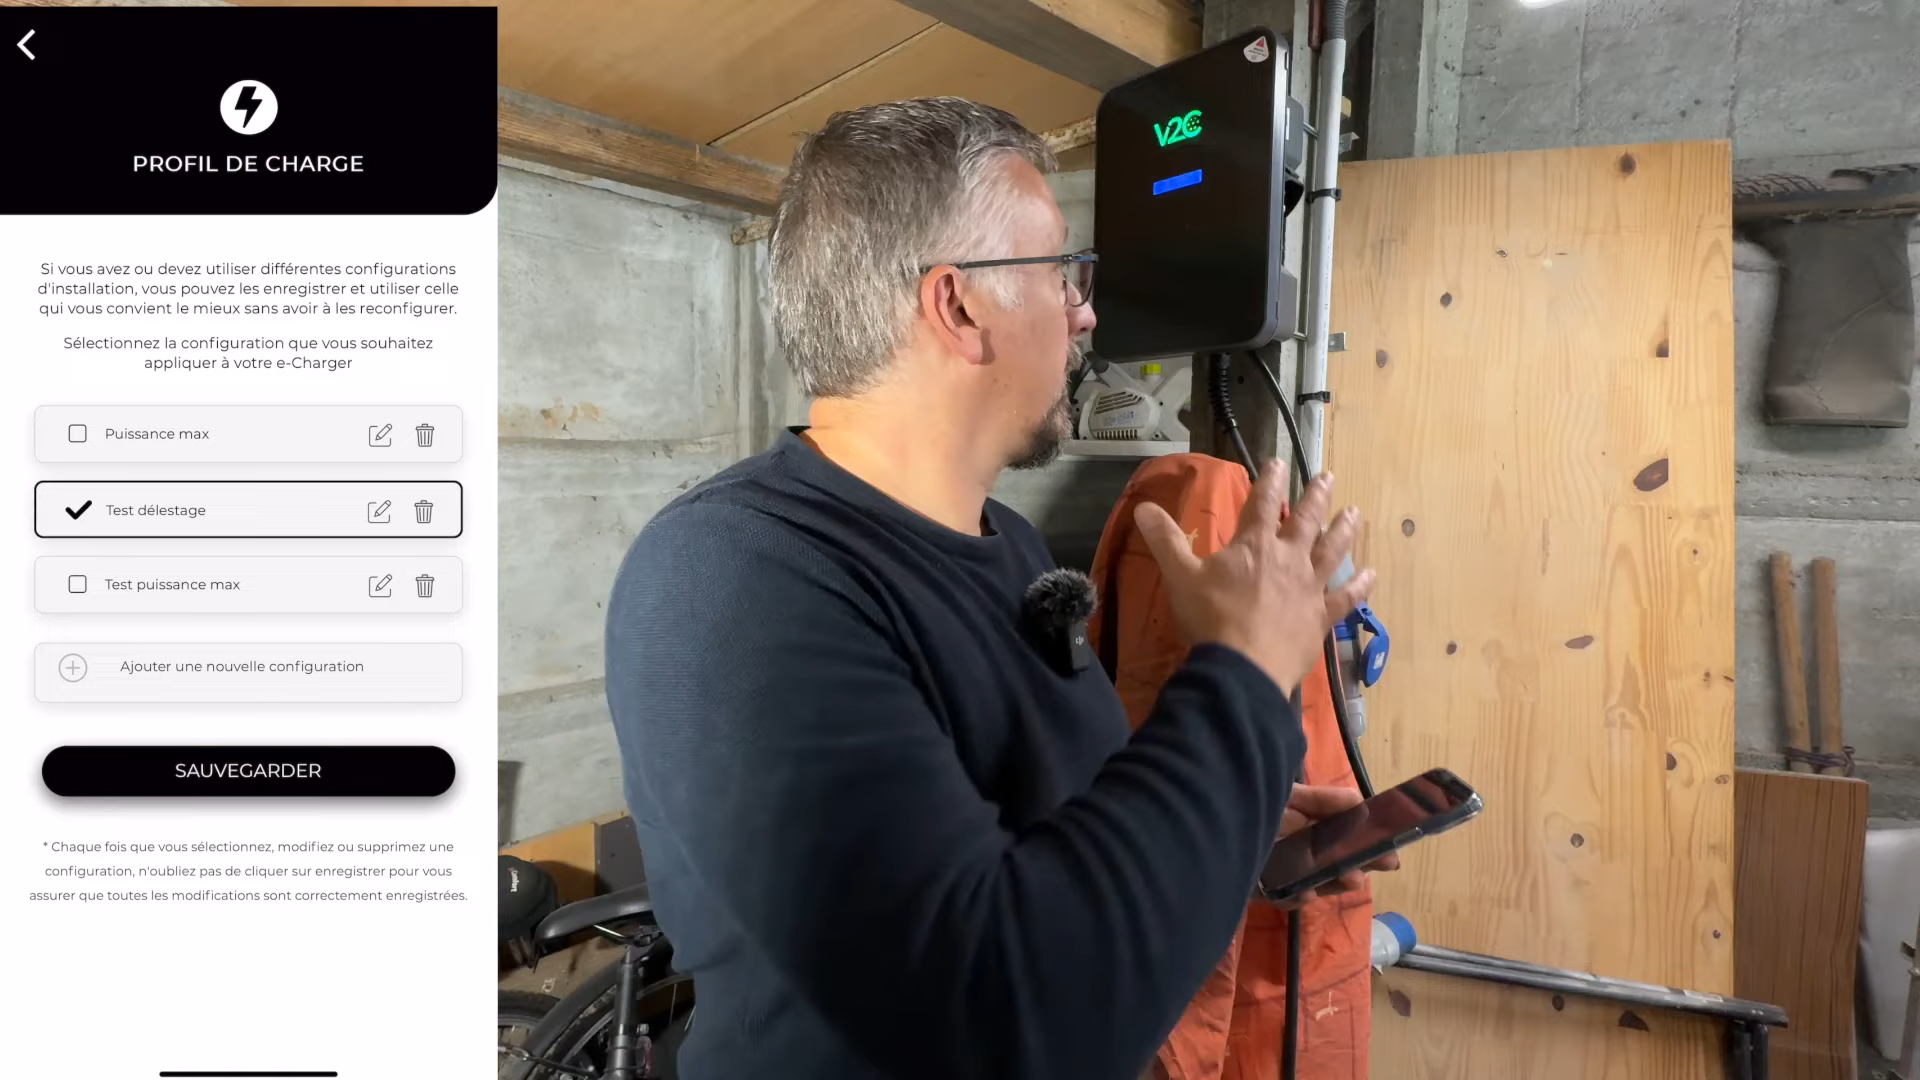 PROFIL DE CHARGE
Si vous avez ou devez utiliser différentes configurations
d'installation, vous pouvez les enregistrer et utiliser celle
qui vous convient le mieux sans avoir à les reconfigurer.
Sélectionnez la configuration que vous souhaitez
appliquer à votre e-Charger
Puissance max
Test délestage
Test puissance max
Ajouter une nouvelle configuration
SAUVEGARDER
* Chaque fois que vous sélectionnez, modifiez ou supprimez une
configuration, n'oubliez pas de cliquer sur enregistrer pour vous
assurer que toutes les modifications sont correctement enregistrées.
V2C